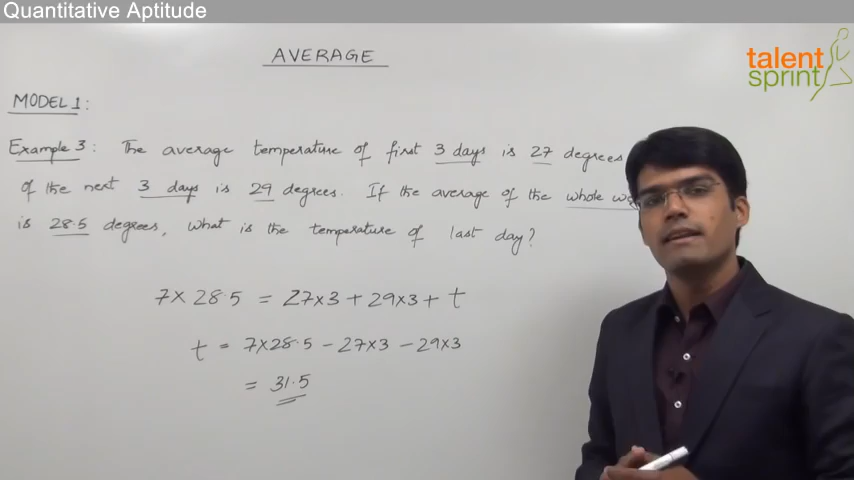 Quantitative Aptitude
AVERAGE
talent
sprint
MODEL 1:
Example 3: The average temperature of first 3 days is 27 degrees
of the next 3 days is 29 degrees. If the average of the whole
is 28.5 degrees, what is the temperature of last day?
7 × 28.5 = 27×3 + 29×3 + t
t = 7×28.5 - 27×3 - 29×3
= 31.5